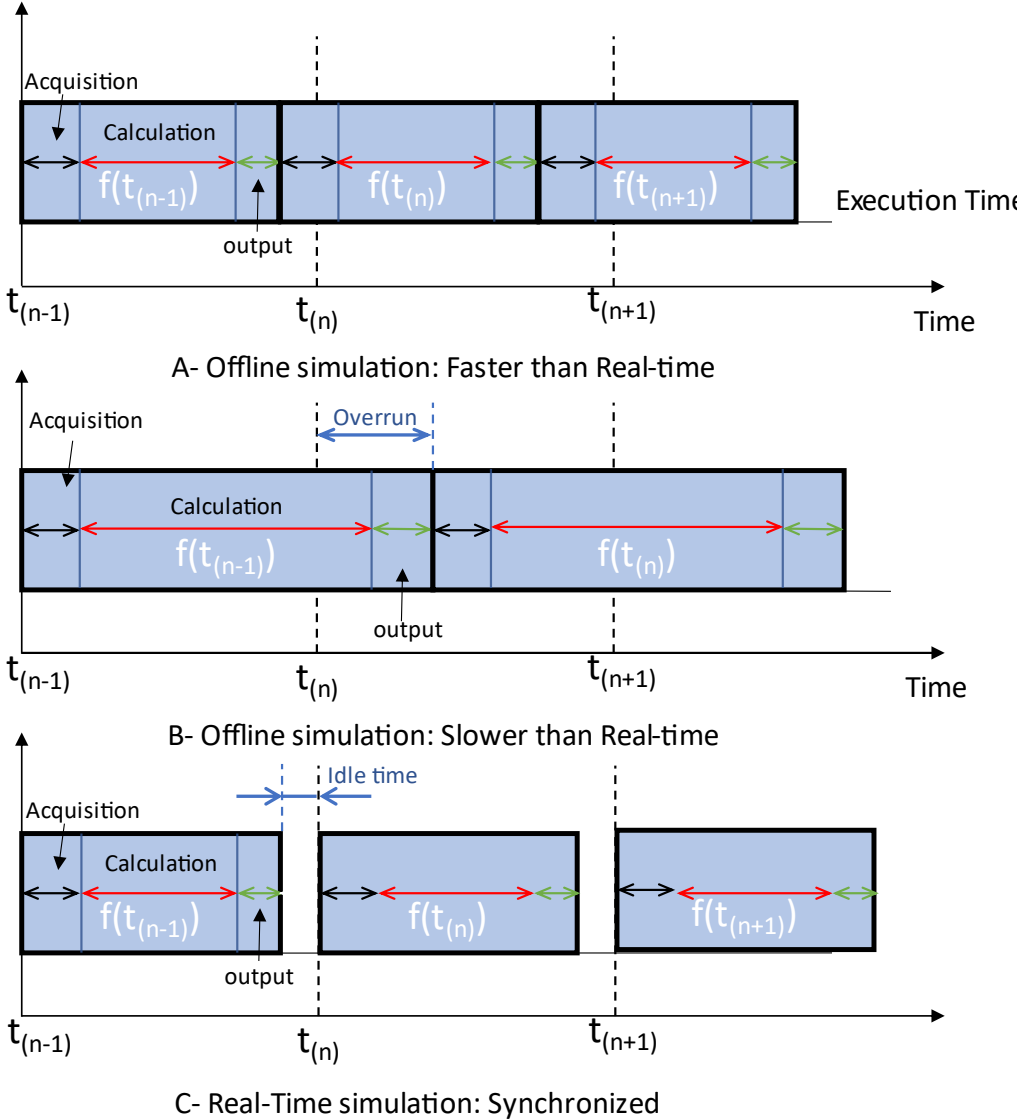 Acquisition
Calculation
f(t(n-1))
f(t(n))
f(t(n+1))
Execution Time
output
t(n-1)
t(n)
t(n+1)
Time
A- Offline simulation: Faster than Real-time
Overrun
Acquisition
Calculation
f(t(n-1))
f(t(n))
output
t(n-1)
t(n)
t(n+1)
Time
B- Offline simulation: Slower than Real-time
Idle time
Acquisition
Calculation
f(t(n-1))
f(t(n))
f(t(n+1))
output
t(n-1)
t(n)
t(n+1)
C- Real-Time simulation: Synchronized